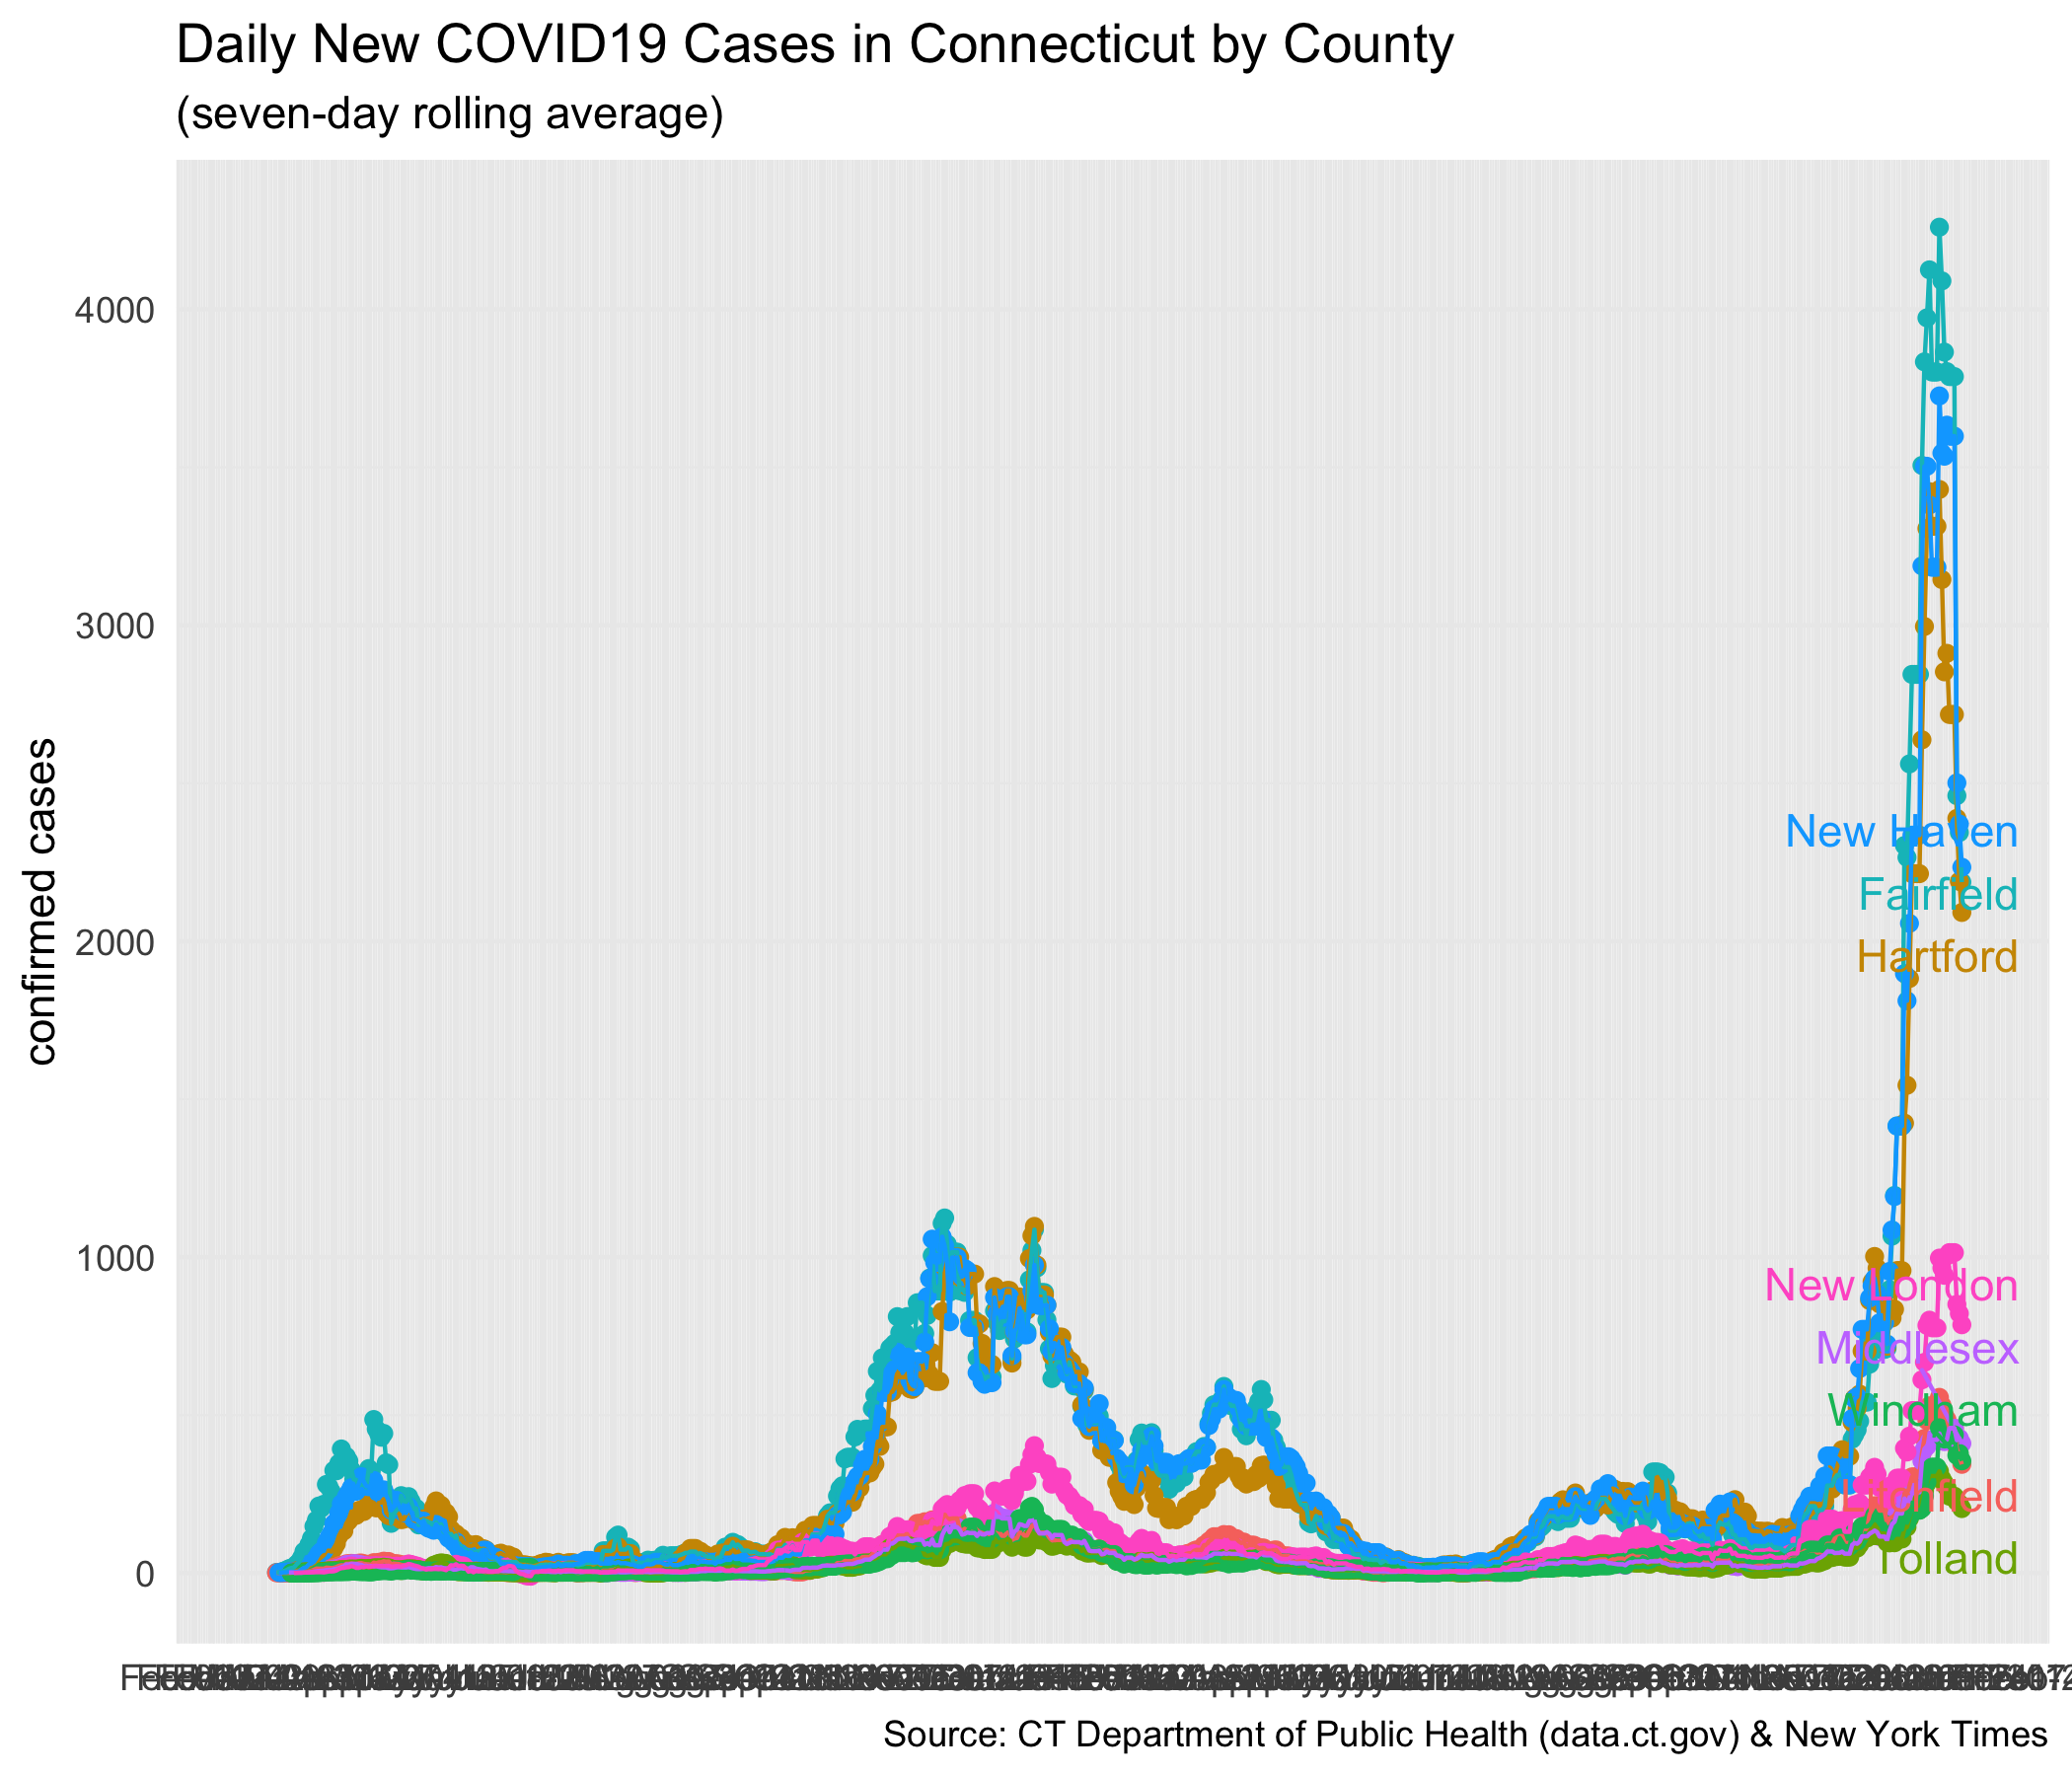 Daily New COVID19 Cases in Connecticut by County
(seven-day rolling average)
confirmed cases
4000
3000
2000
1000
0
New Haven
Fairfield
Hartford
New London
Middlesex
Windham
Litchfield
Tolland
Source: CT Department of Public Health (data.ct.gov) & New York Times